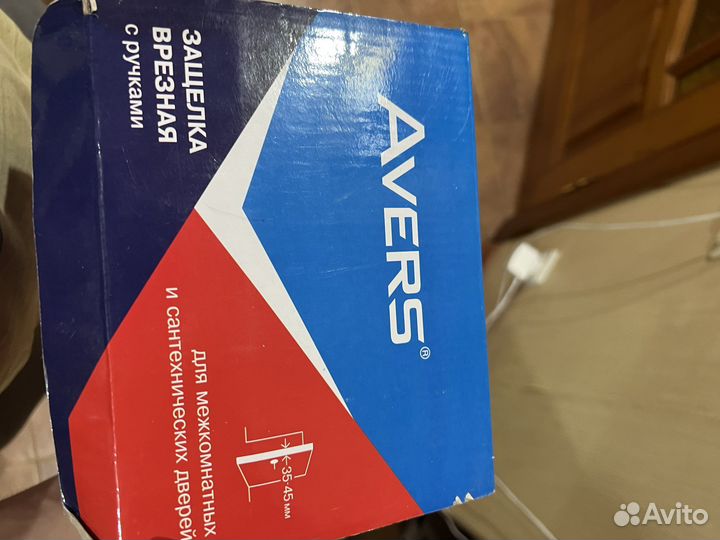 ЗАЩЕЛКА
ВРЕЗНАЯ
с ручками
AVERS®
для межкомнатных
и сантехнических дверей
35-45 мм
Avito